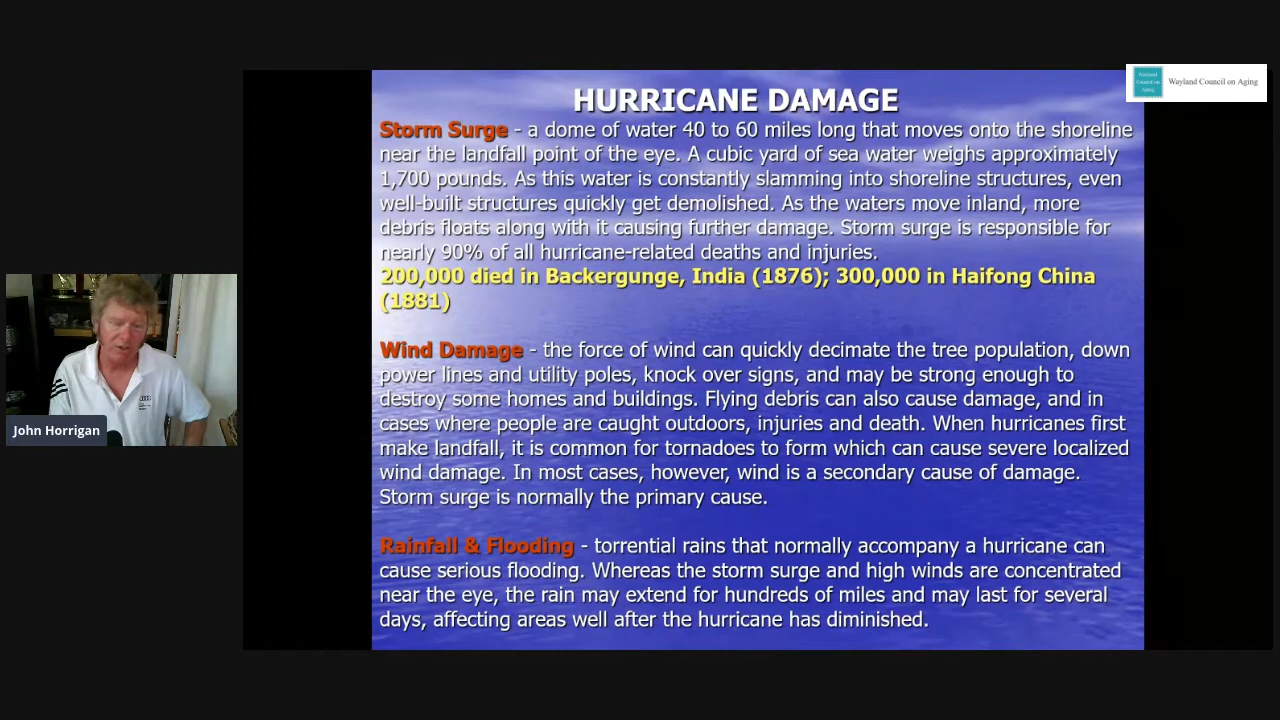 HURRICANE DAMAGE
Storm Surge - a dome of water 40 to 60 miles long that moves onto the shoreline
near the landfall point of the eye. A cubic yard of sea water weighs approximately
1,700 pounds. As this water is constantly slamming into shoreline structures, even
well-built structures quickly get demolished. As the waters move inland, more
debris floats along with it causing further damage. Storm surge is responsible for
nearly 90% of all hurricane-related deaths and injuries.
200,000 died in Backergunge, India (1876); 300,000 in Haifong China
(1881)
Wind Damage - the force of wind can quickly decimate the tree population, down
power lines and utility poles, knock over signs, and may be strong enough to
destroy some homes and buildings. Flying debris can also cause damage, and in
cases where people are caught outdoors, injuries and death. When hurricanes first
make landfall, it is common for tornadoes to form which can cause severe localized
wind damage. In most cases, however, wind is a secondary cause of damage.
Storm surge is normally the primary cause.
Rainfall & Flooding - torrential rains that normally accompany a hurricane can
cause serious flooding. Whereas the storm surge and high winds are concentrated
near the eye, the rain may extend for hundreds of miles and may last for several
days, affecting areas well after the hurricane has diminished.
Wayland
Council on
Aging
Wayland Council on Aging
John Horrigan